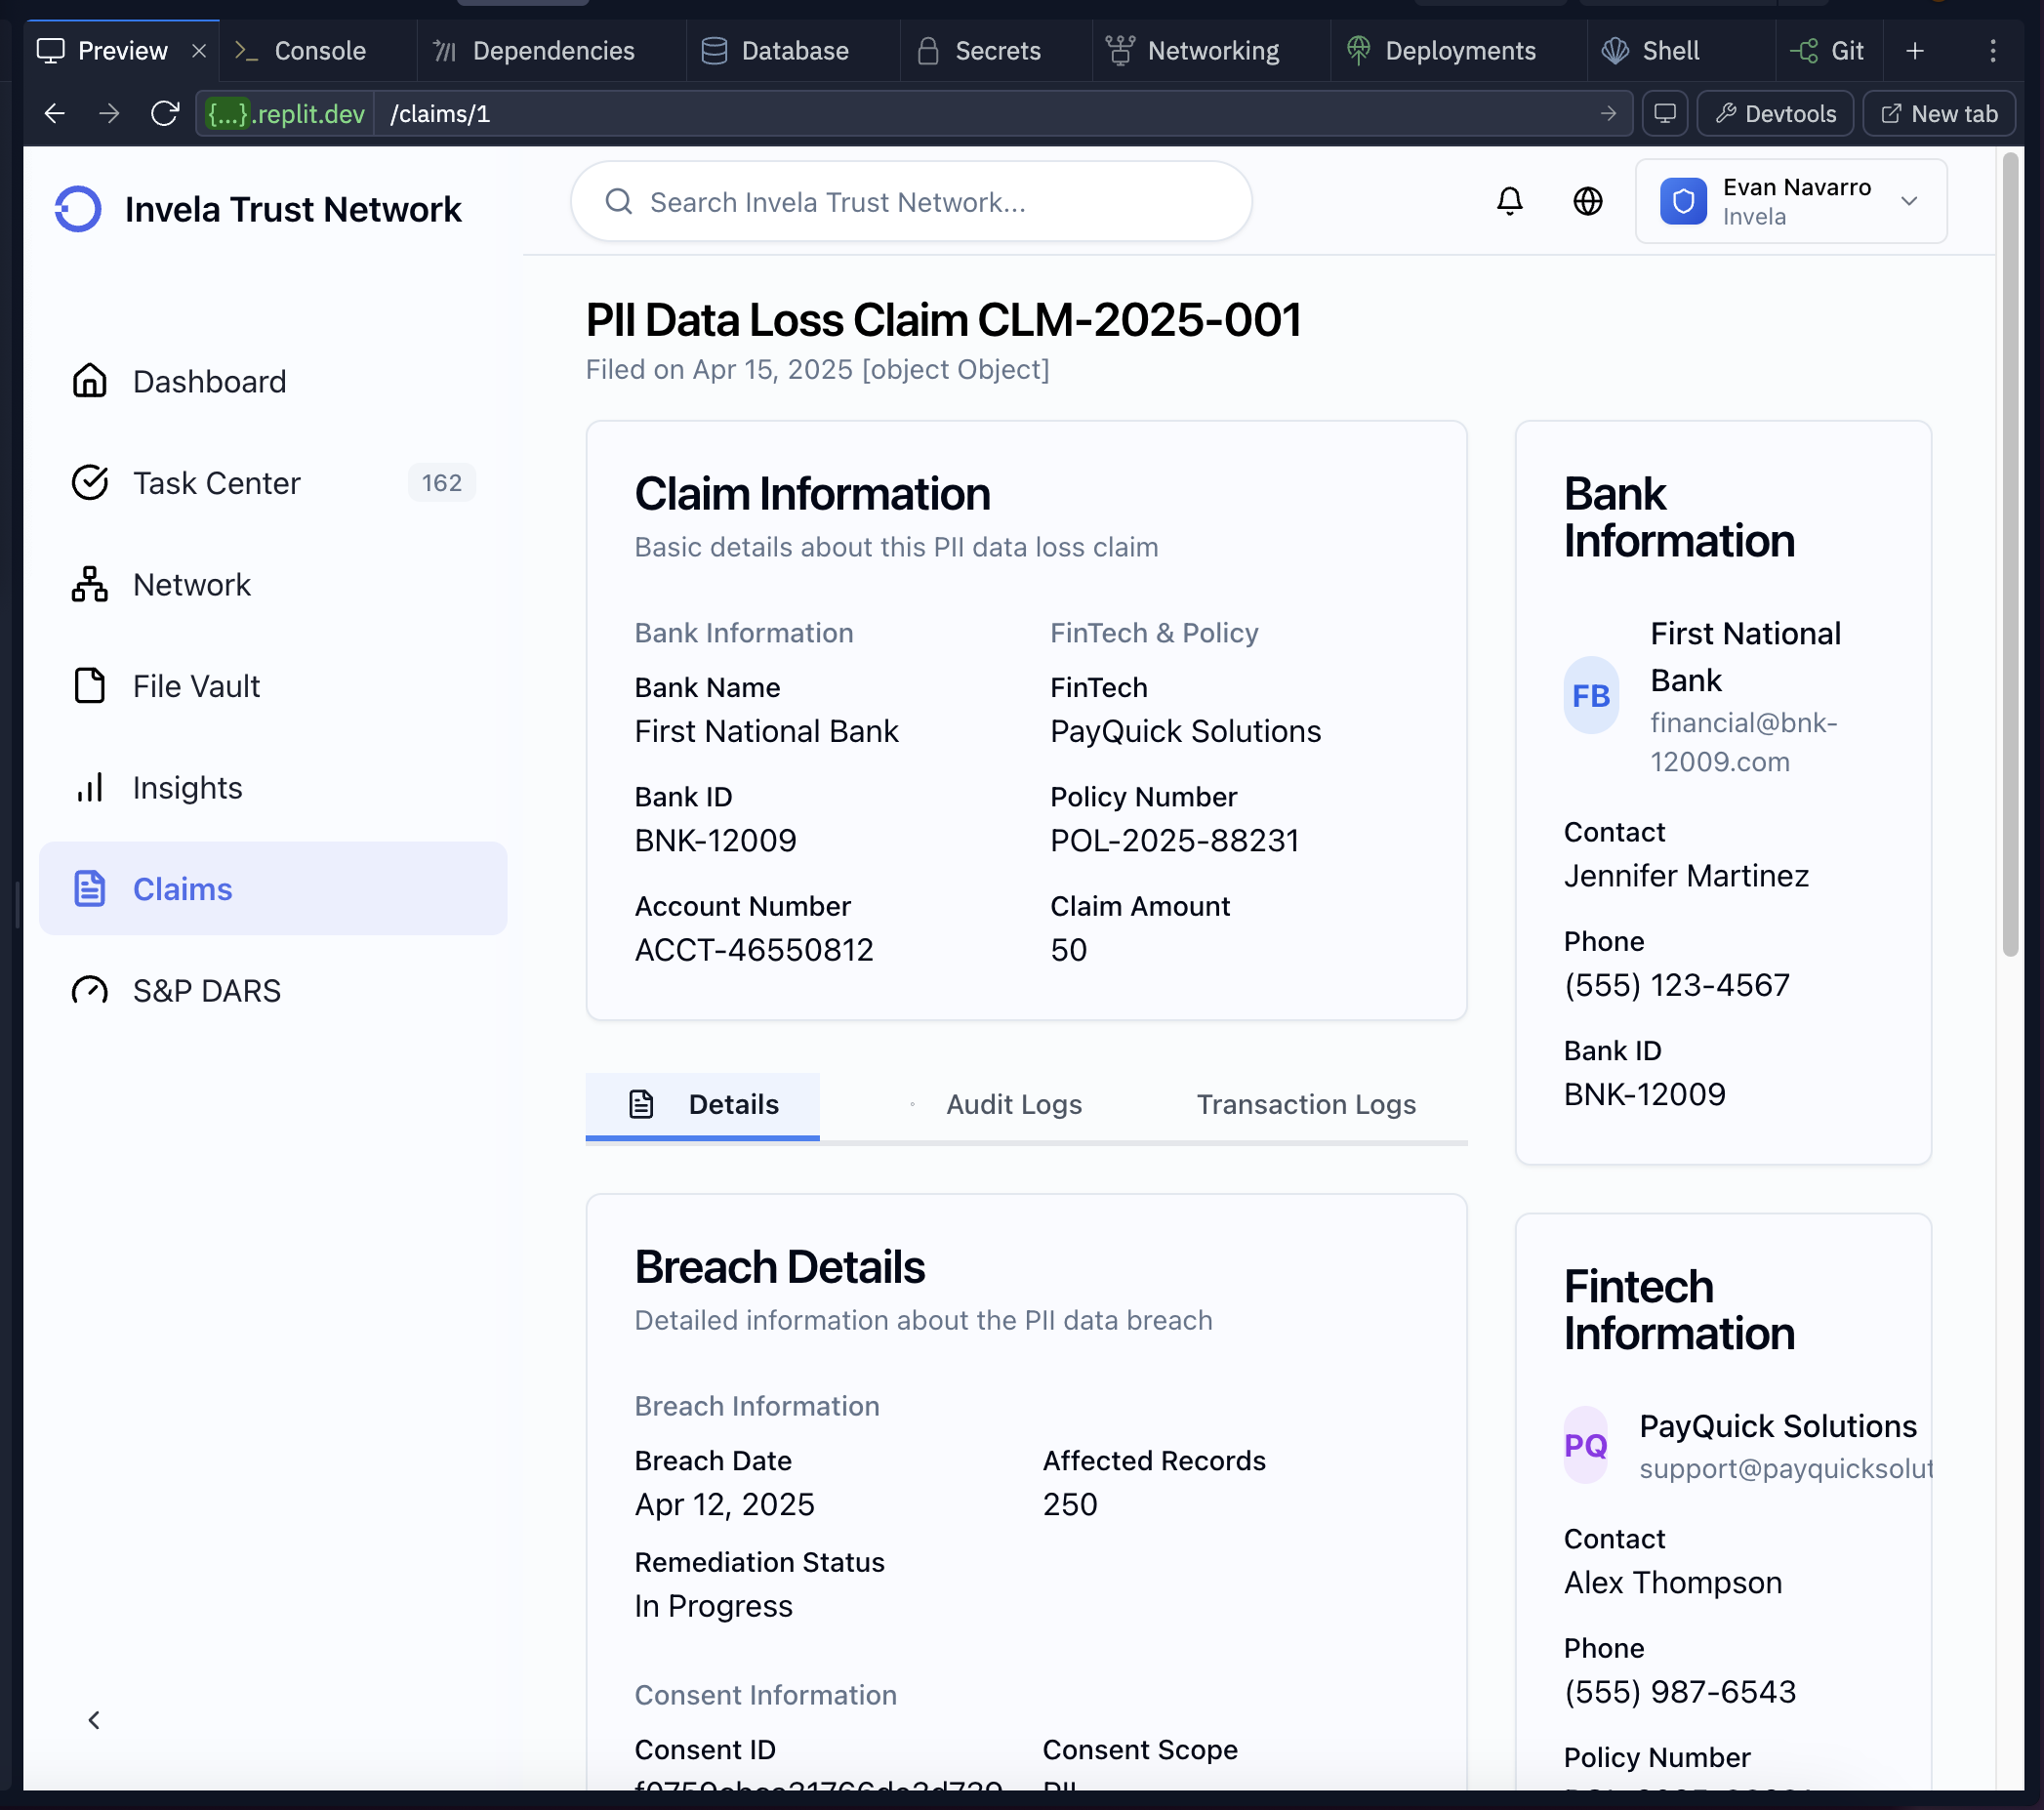 Preview
Console
Dependencies
Database
Secrets
Networking
Deployments
Shell
Git
{...}.replit.dev
/claims/1
Devtools
New tab
Invela Trust Network
Search Invela Trust Network...
Evan Navarro
Invela
Dashboard
Task Center
162
Network
File Vault
Insights
Claims
S&P DARS
PII Data Loss Claim CLM-2025-001
Filed on Apr 15, 2025 [object Object]
Claim Information
Basic details about this PII data loss claim
Bank Information
Bank Name
First National Bank
Bank ID
BNK-12009
Account Number
ACCT-46550812
FinTech & Policy
FinTech
PayQuick Solutions
Policy Number
POL-2025-88231
Claim Amount
50
Details
Audit Logs
Transaction Logs
Breach Details
Detailed information about the PII data breach
Breach Information
Breach Date
Apr 12, 2025
Affected Records
250
Remediation Status
In Progress
Consent Information
Consent ID
Consent Scope
PII
Bank
Information
FB
First National
Bank
financial@bnk-
12009.com
Contact
Jennifer Martinez
Phone
(555) 123-4567
Bank ID
BNK-12009
Fintech
Information
PQ
PayQuick Solutions
support@payquicksolut
Contact
Alex Thompson
Phone
(555) 987-6543
Policy Number